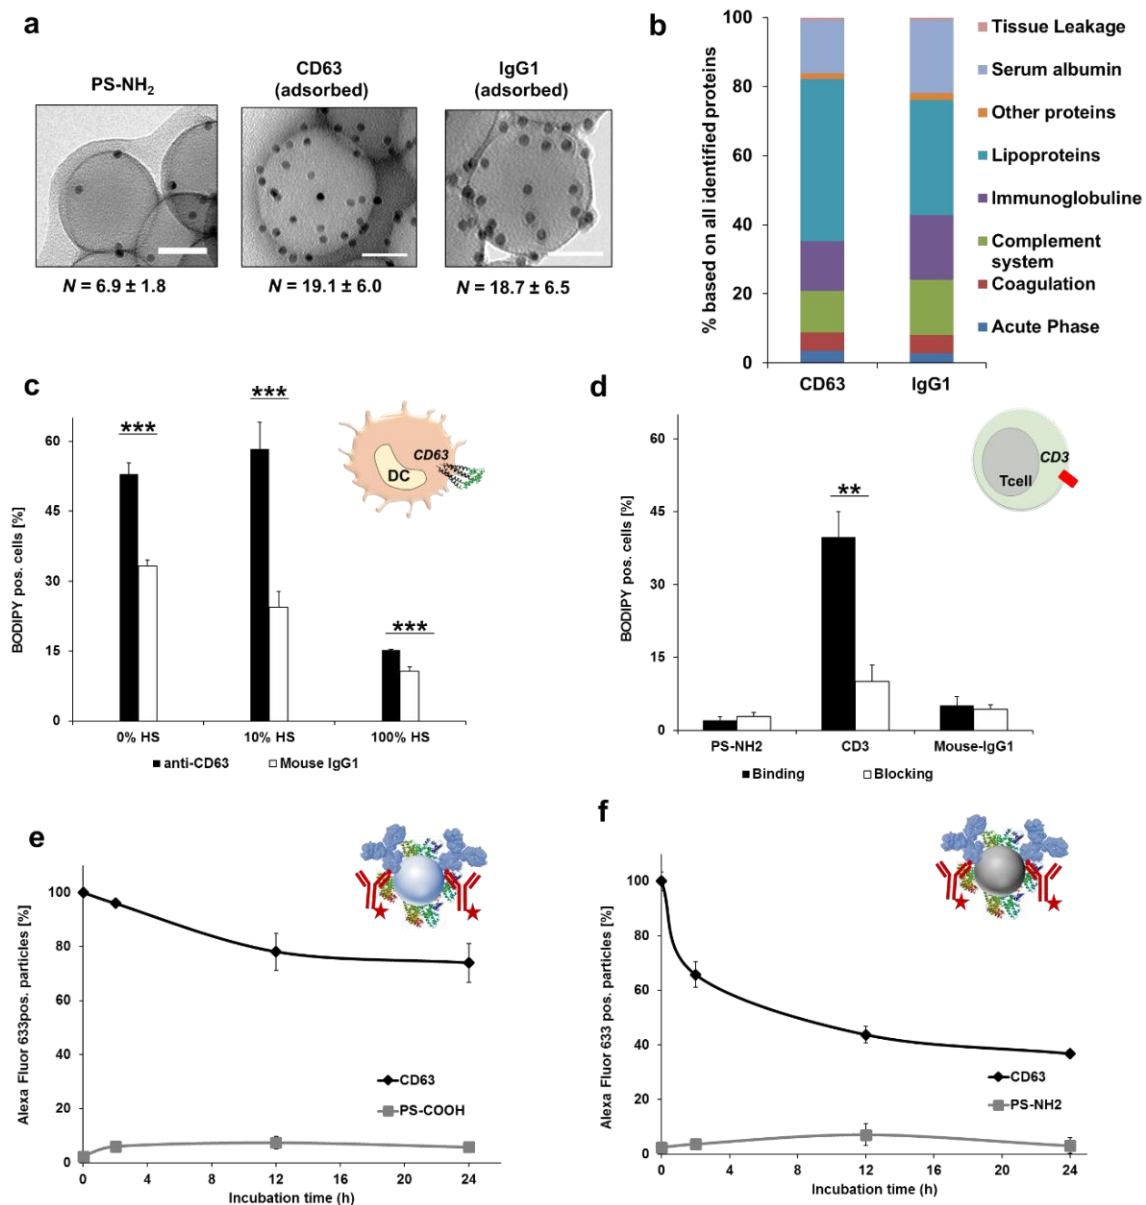 a
PS-NH2
CD63
(adsorbed)
IgG1
(adsorbed)
N = 6.9 ± 1.8
N = 19.1 ± 6.0
N = 18.7 ± 6.5
b
% based on all identified proteins
100
80
60
40
20
0
CD63
IgG1
Tissue Leakage
Serum albumin
Other proteins
Lipoproteins
Immunoglobuline
Complement
system
Coagulation
Acute Phase
c
BODIPY pos. cells [%]
60
45
30
15
0
***
***
***
CD63
DC
0% HS
10% HS
100% HS
anti-CD63
Mouse IgG1
d
BODIPY pos. cells [%]
60
45
30
15
0
**
CD3
Tcell
PS-NH2
CD3
Mouse-IgG1
Binding
Blocking
e
Alexa Fluor 633pos. particles [%]
100
80
60
40
20
0
CD63
PS-COOH
0
4
8
12
16
20
24
Incubation time (h)
f
Alexa Fluor 633 pos. particles [%]
100
80
60
40
20
0
CD63
PS-NH2
0
4
8
12
16
20
24
Incubation time (h)